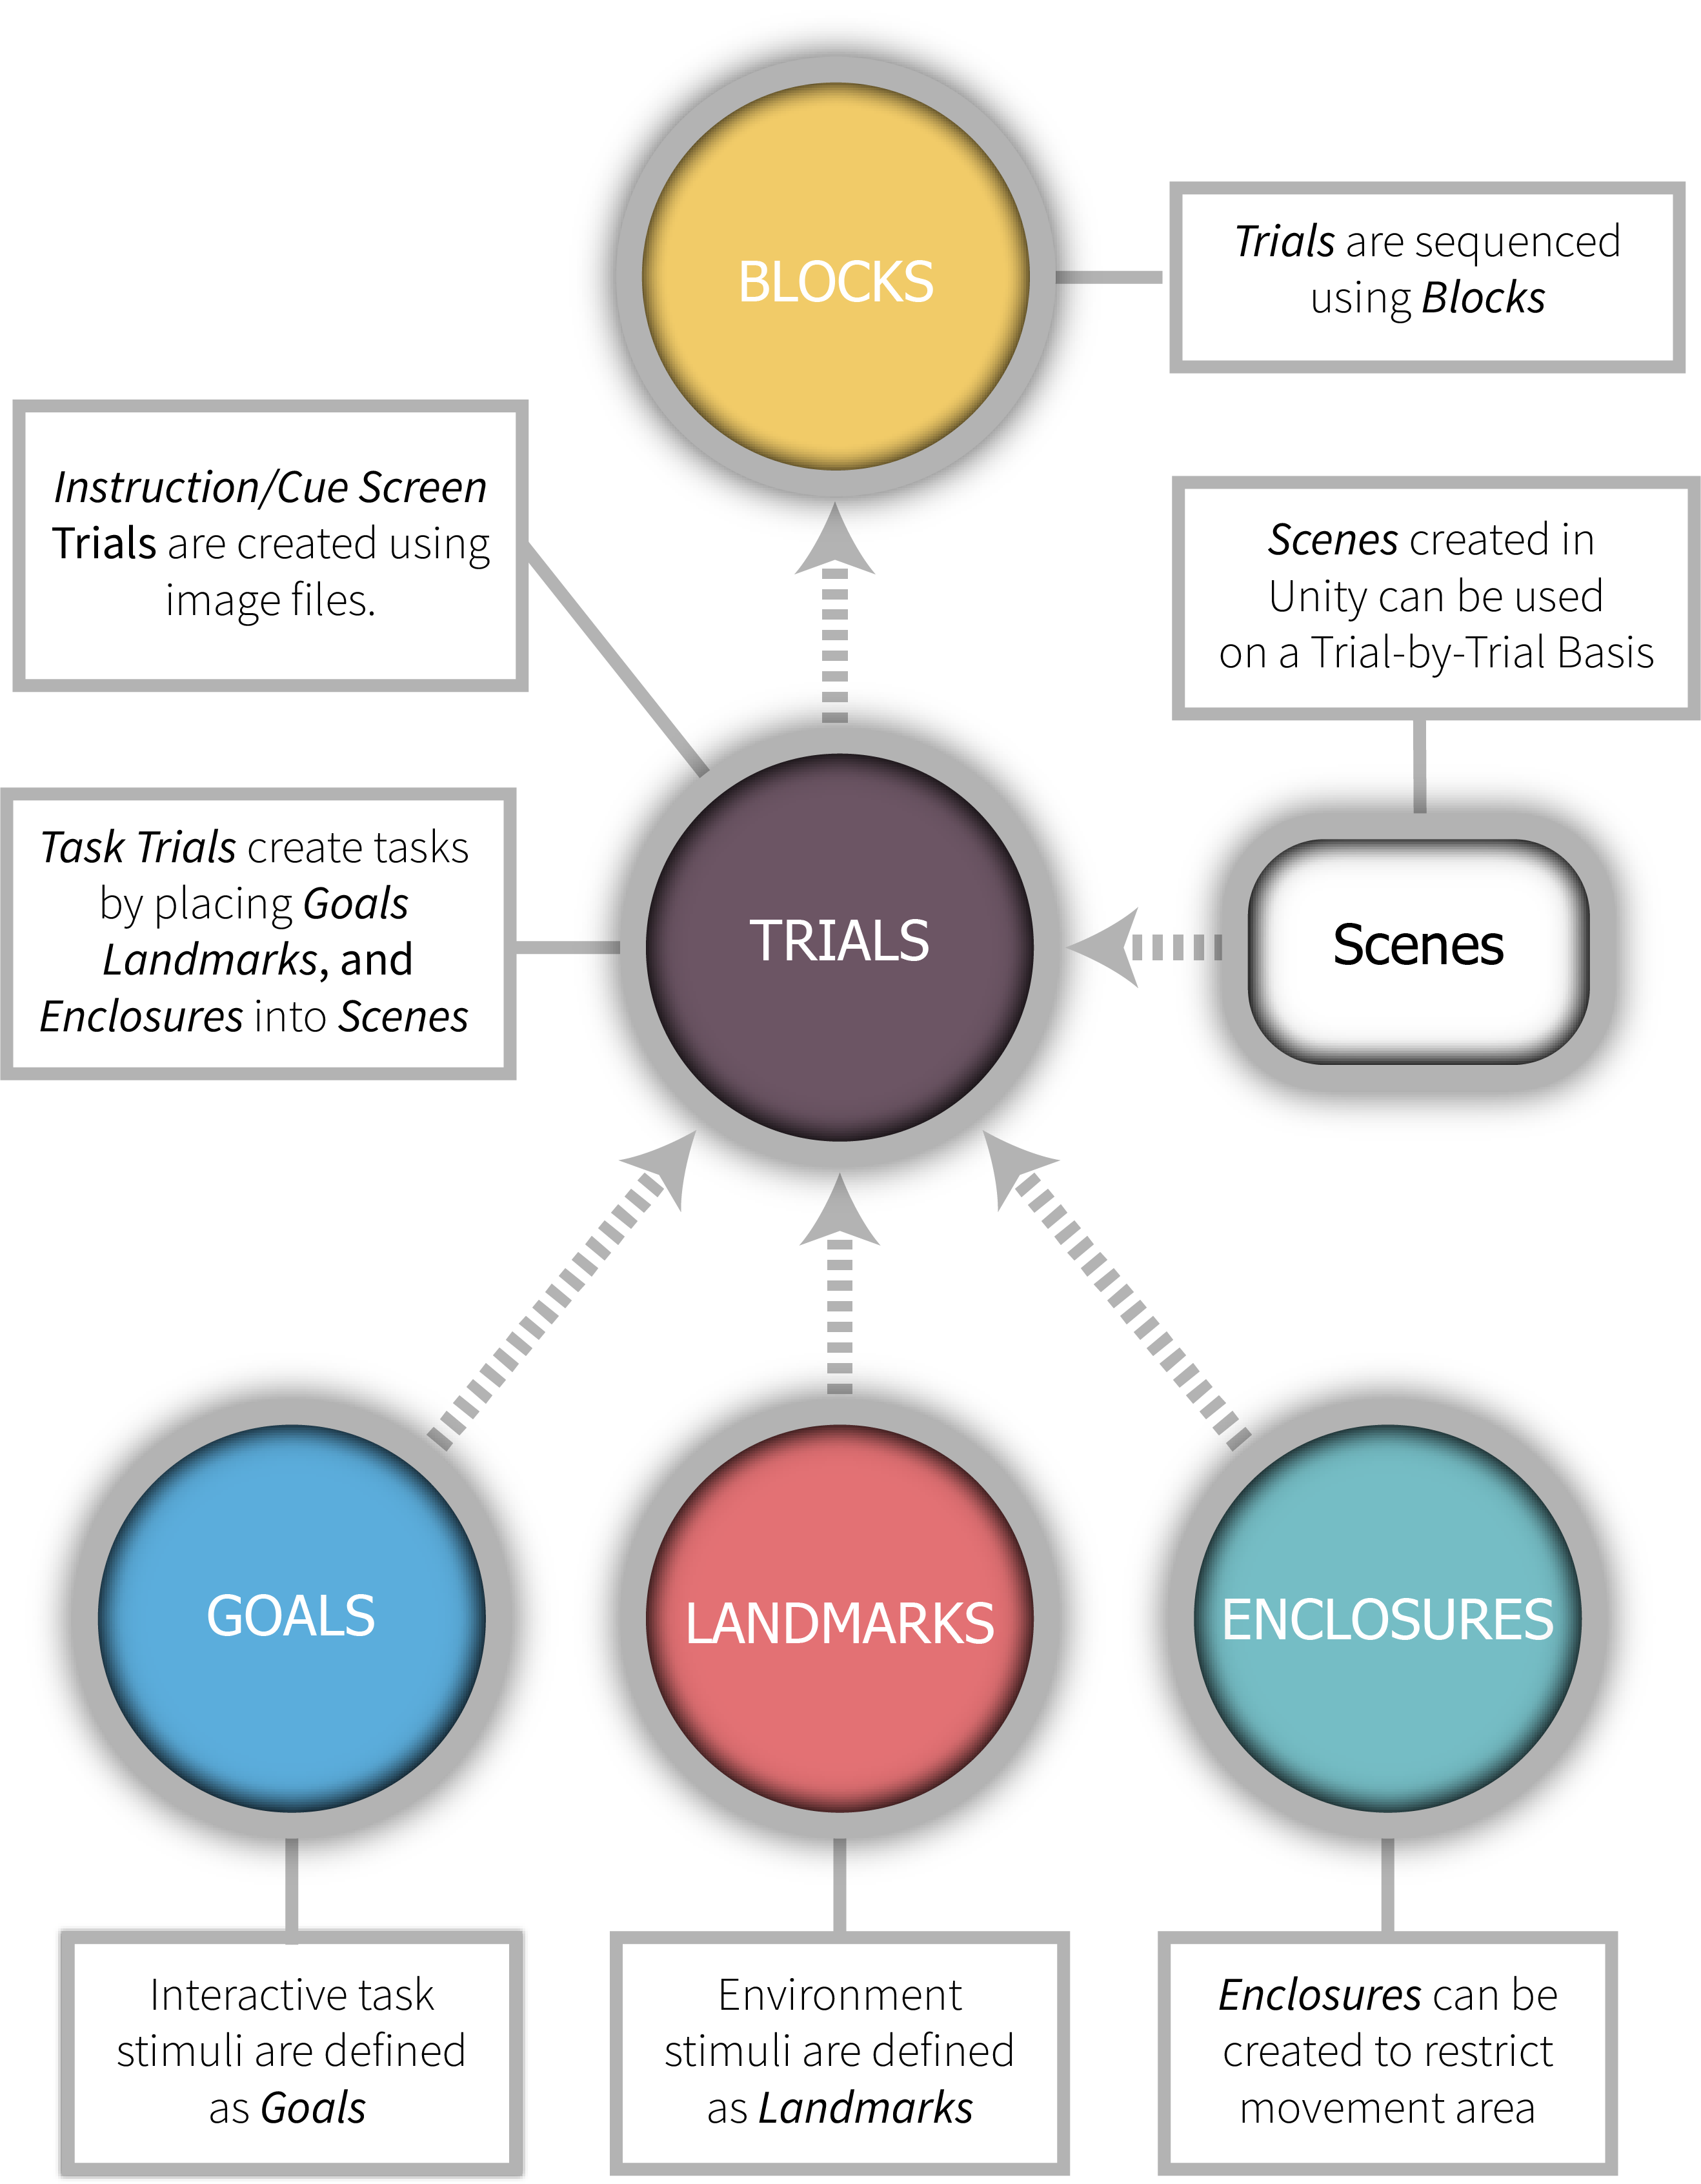 BLOCKS
Trials are sequenced
using Blocks
Instruction/Cue Screen
Trials are created using
image files.
Scenes created in
Unity can be used
on a Trial-by-Trial Basis
Task Trials create tasks
by placing Goals
Landmarks, and
Enclosures into Scenes
TRIALS
Scenes
GOALS
LANDMARKS
ENCLOSURES
Interactive task
stimuli are defined
as Goals
Environment
stimuli are defined
as Landmarks
Enclosures can be
created to restrict
movement area